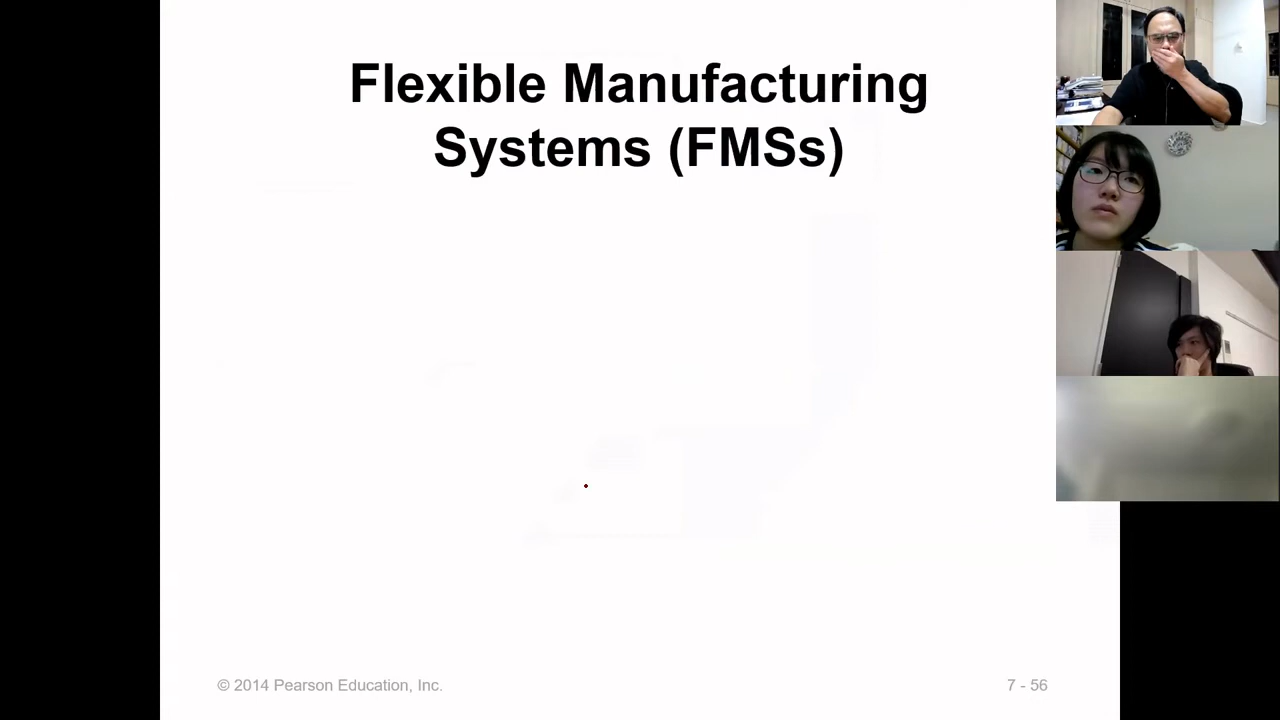 Flexible Manufacturing
Systems (FMSs)
© 2014 Pearson Education, Inc.
7 - 56